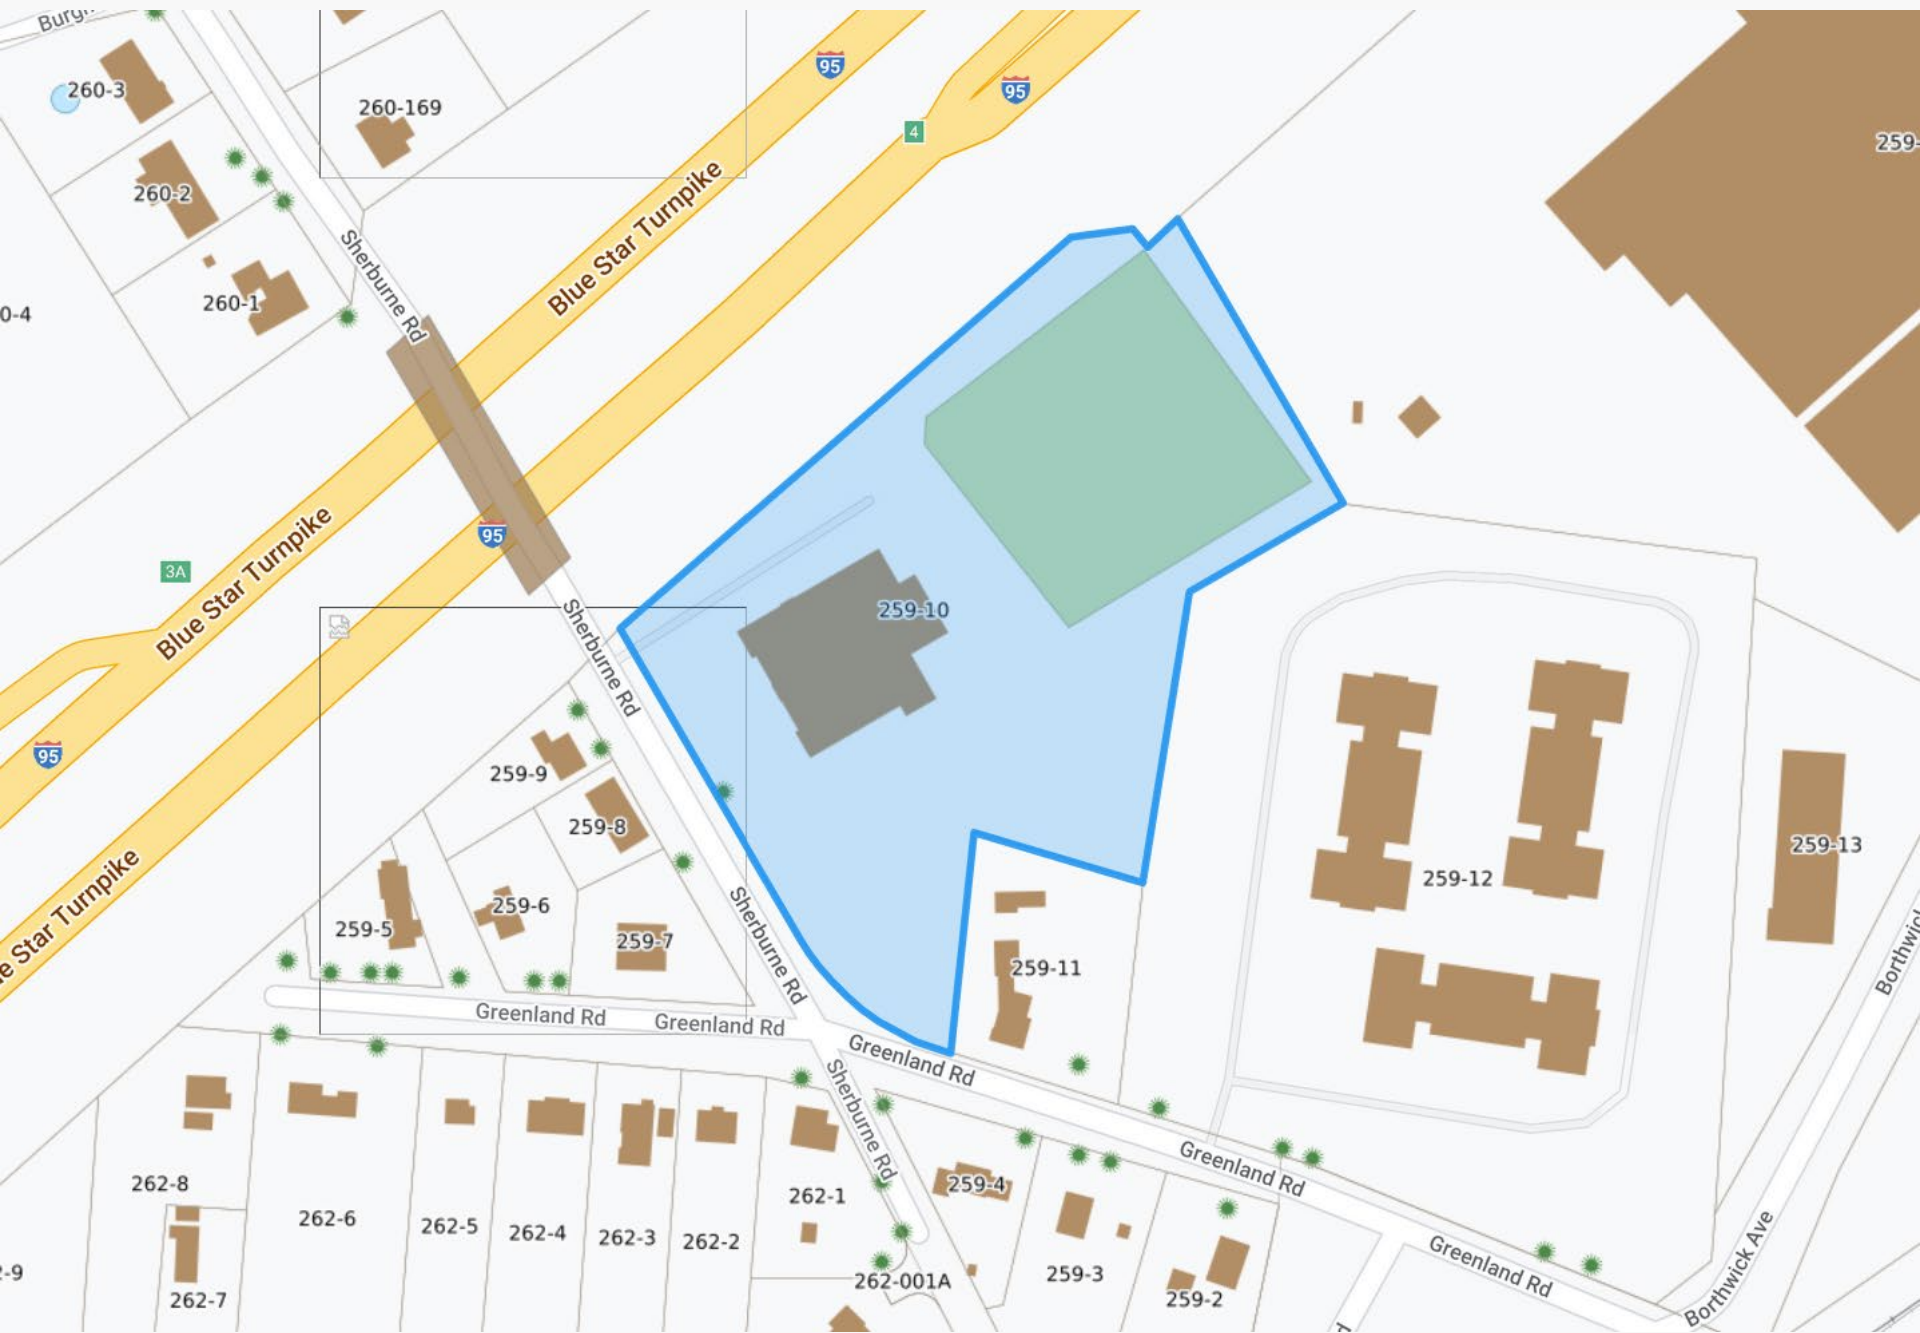 Burgh
95
95
260-3
260-169
4
259-
260-2
Blue Star Turnpike
Sherburne Rd
260-1
0-4
95
3A
Blue Star Turnpike
259-10
Sherburne Rd
95
259-9
259-8
259-13
259-12
259-6
259-5
259-7
Sherburne Rd
259-11
Borthwick
e Star Turnpike
Greenland Rd
Greenland Rd
Greenland Rd
Sherburne Rd
Greenland Rd
262-8
259-4
262-1
262-6
262-5
262-4
262-3
262-2
Greenland Rd
Borthwick Ave
-9
262-7
262-001A
259-3
259-2
d